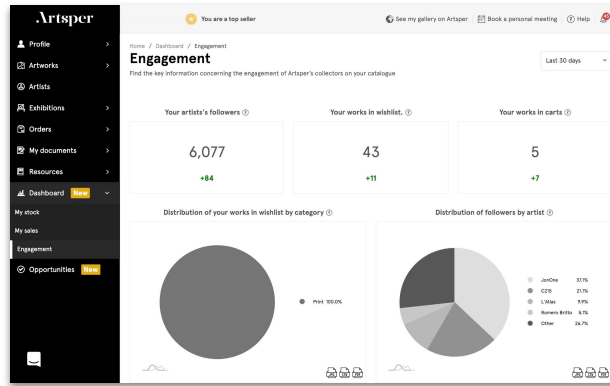 Artsper
You are a top seller
See my gallery on Artsper
Book a personal meeting
Help
Profile
Artworks
Artists
Exhibitions
Orders
My documents
Resources
Dashboard New
My stock
My sales
Engagement
Opportunities New
Home / Dashboard / Engagement
Engagement
Find the key information concerning the engagement of Artsper's collectors on your catalogue
Last 30 days
Your artists's followers
6,077
+84
Your works in wishlist.
43
+11
Your works in carts
5
+7
Distribution of your works in wishlist by category
Print 100.0%
Distribution of followers by artist
JonOne 37.1%
C215 21.1%
L'Atlas 9.9%
Romero Britto 5.1%
Other 26.7%